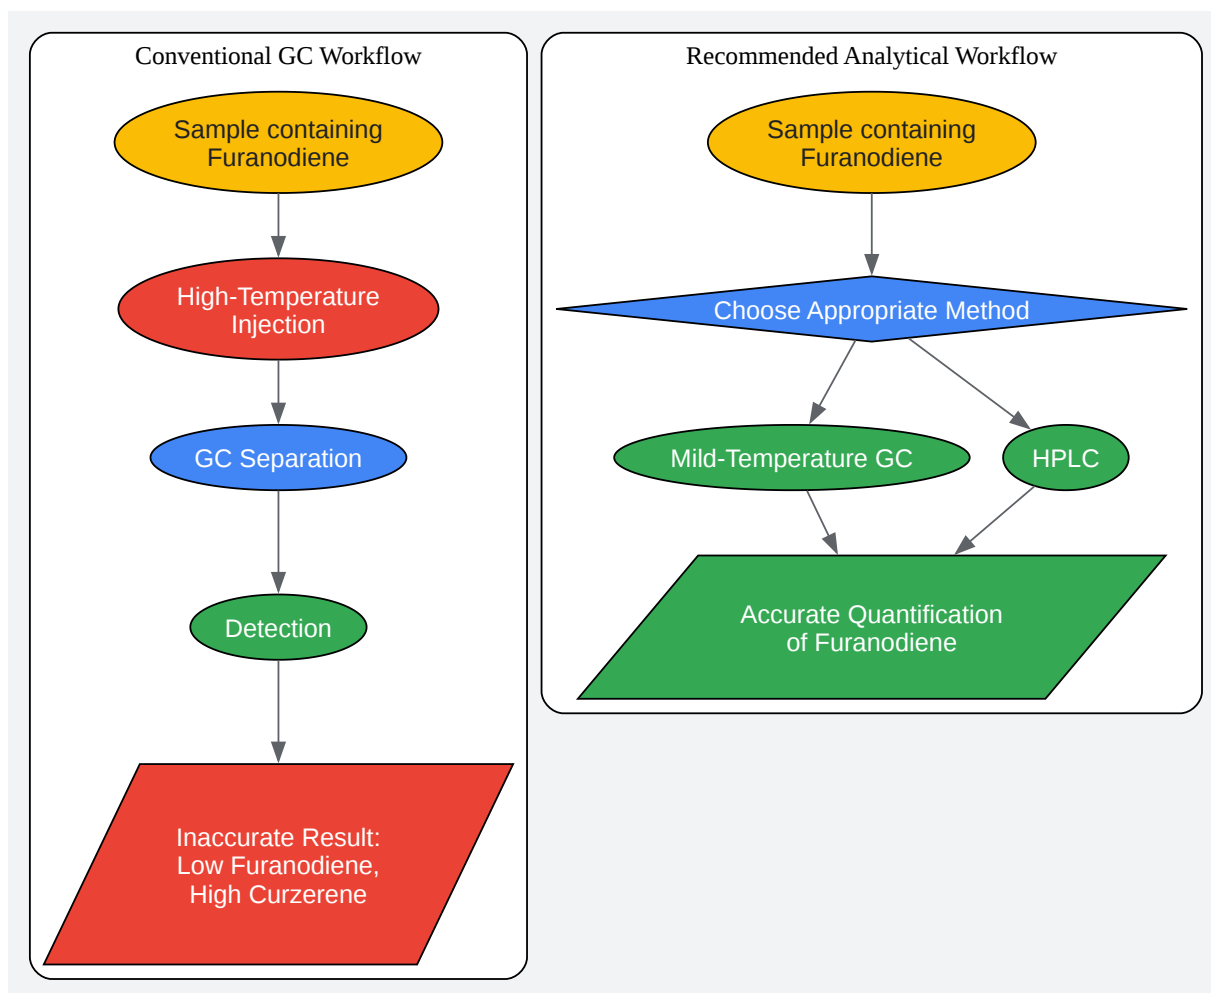 Conventional GC Workflow
Sample containing
Furanodiene
High-Temperature
Injection
GC Separation
Detection
Inaccurate Result:
Low Furanodiene,
High Curzerene
Recommended Analytical Workflow
Sample containing
Furanodiene
Choose Appropriate Method
Mild-Temperature GC
HPLC
Accurate Quantification
of Furanodiene